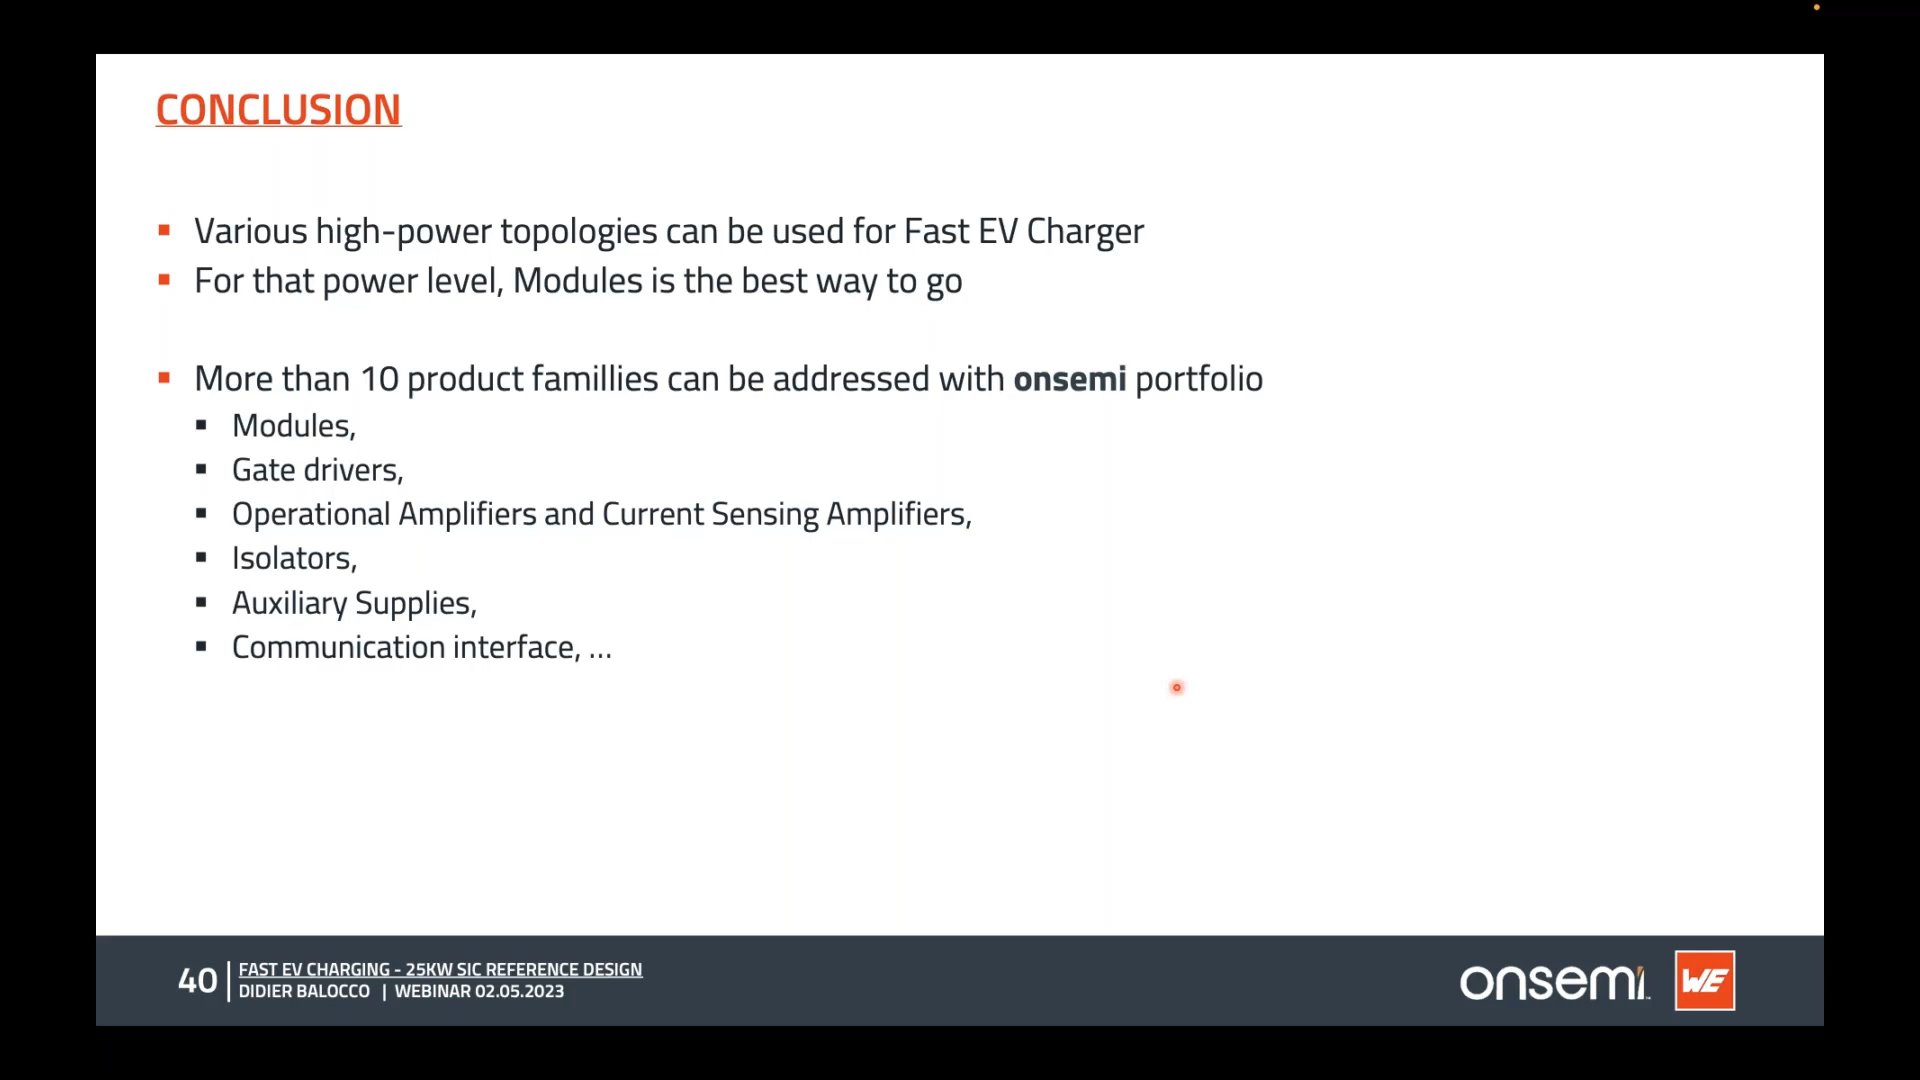 CONCLUSION
Various high-power topologies can be used for Fast EV Charger
For that power level, Modules is the best way to go
More than 10 product famillies can be addressed with onsemi portfolio
Modules,
Gate drivers,
Operational Amplifiers and Current Sensing Amplifiers,
Isolators,
Auxiliary Supplies,
Communication interface, ...
40
FAST EV CHARGING - 25KW SIC REFERENCE DESIGN
DIDIER BALOCCO | WEBINAR 02.05.2023
onsemi™
WE